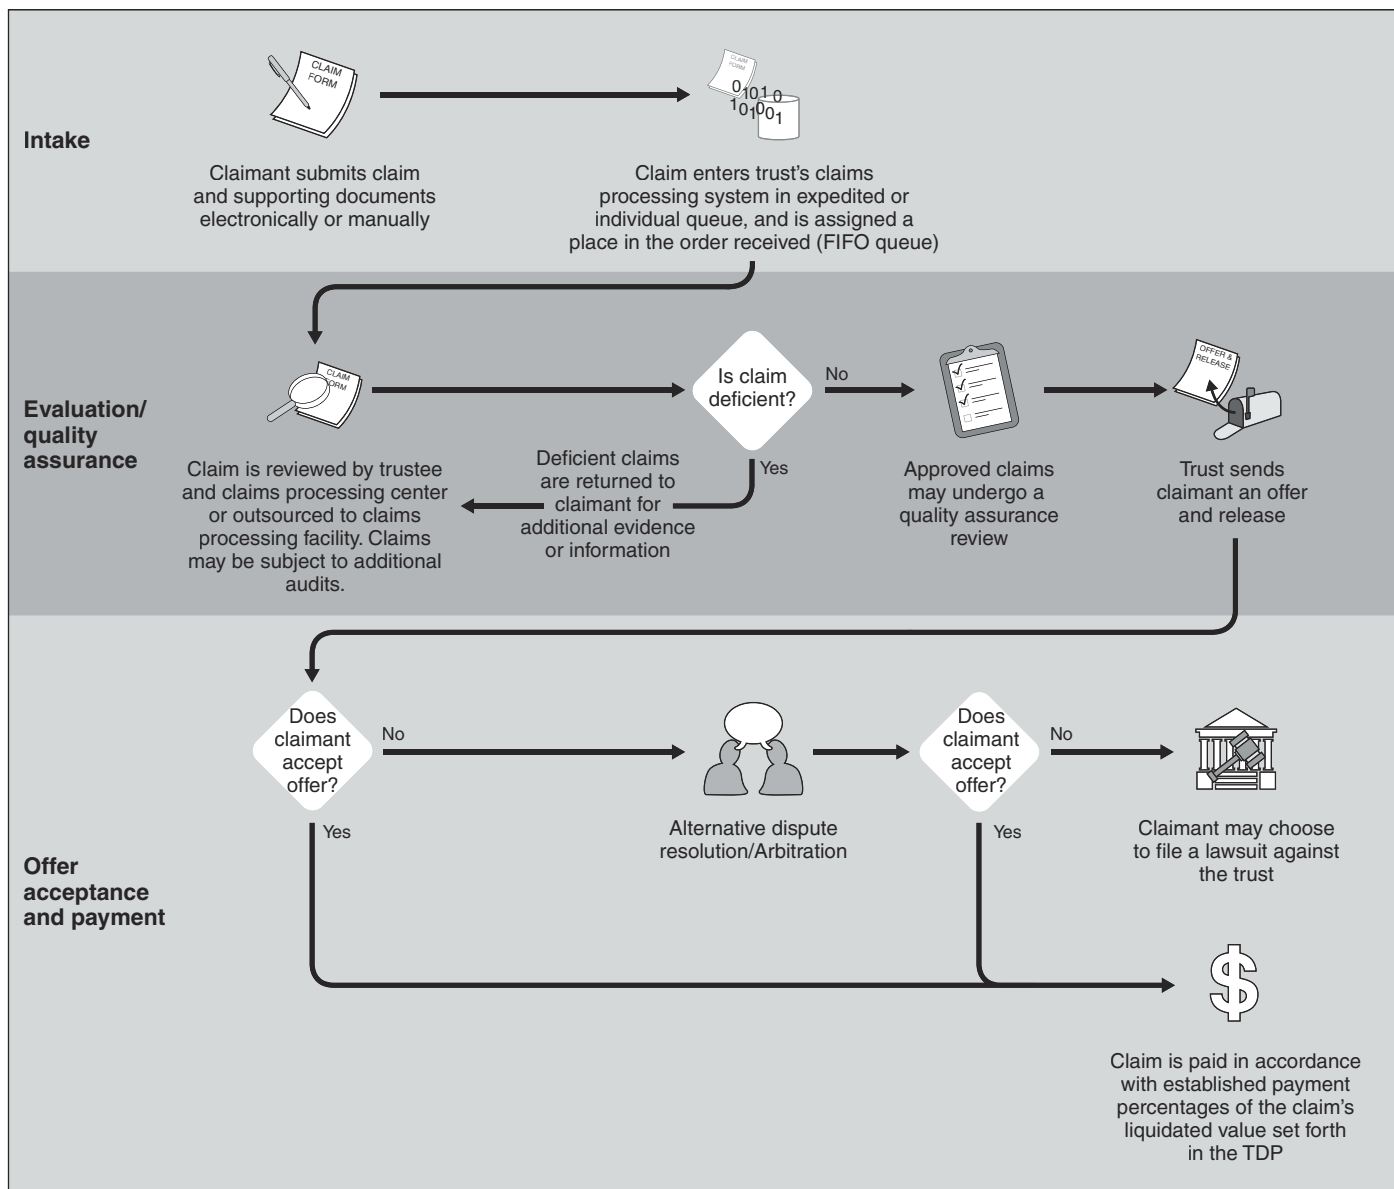 Intake
CLAIM
FORM
Claimant submits claim
and supporting documents
electronically or manually
CLAIM
FORM
01010
1010001
Claim enters trust’s claims
processing system in expedited or
individual queue, and is assigned a
place in the order received (FIFO queue)
Evaluation/
quality
assurance
CLAIM
FORM
Claim is reviewed by trustee
and claims processing center
or outsourced to claims
processing facility. Claims
may be subject to additional
audits.
Is claim
deficient?
No
Yes
Deficient claims
are returned to
claimant for
additional evidence
or information
Approved claims
may undergo a
quality assurance
review
OFFER &
RELEASE
Trust sends
claimant an offer
and release
Offer
acceptance
and payment
Does
claimant
accept
offer?
No
Yes
Alternative dispute
resolution/Arbitration
Does
claimant
accept
offer?
No
Yes
Claimant may choose
to file a lawsuit against
the trust
$
Claim is paid in accordance
with established payment
percentages of the claim’s
liquidated value set forth
in the TDP